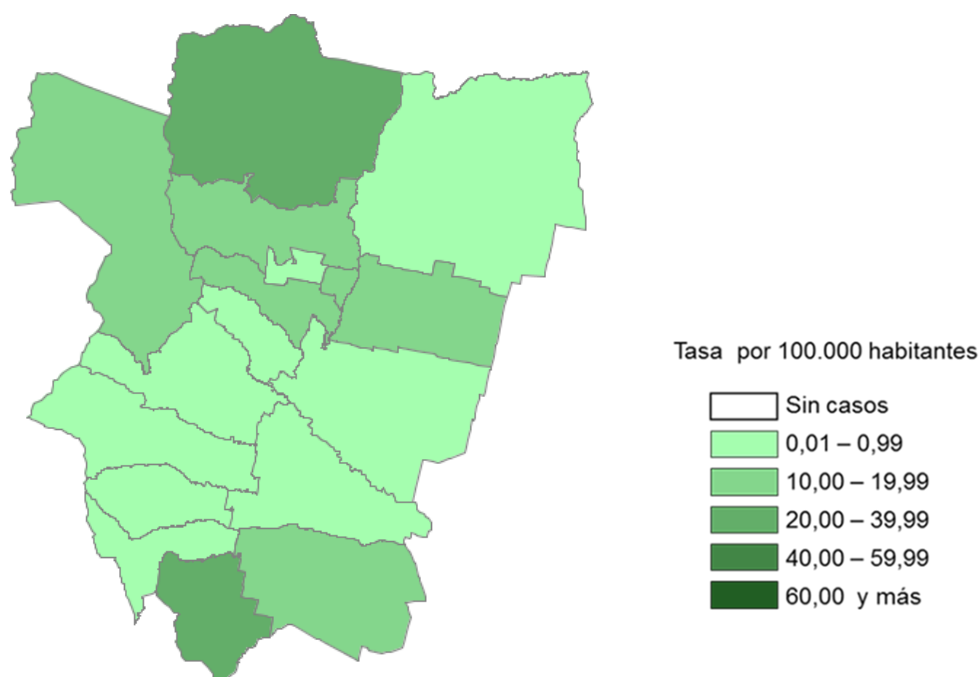 Tasa por 100.000 habitantes
Sin casos
0,01 – 0,99
10,00 – 19,99
20,00 – 39,99
40,00 – 59,99
60,00 y más